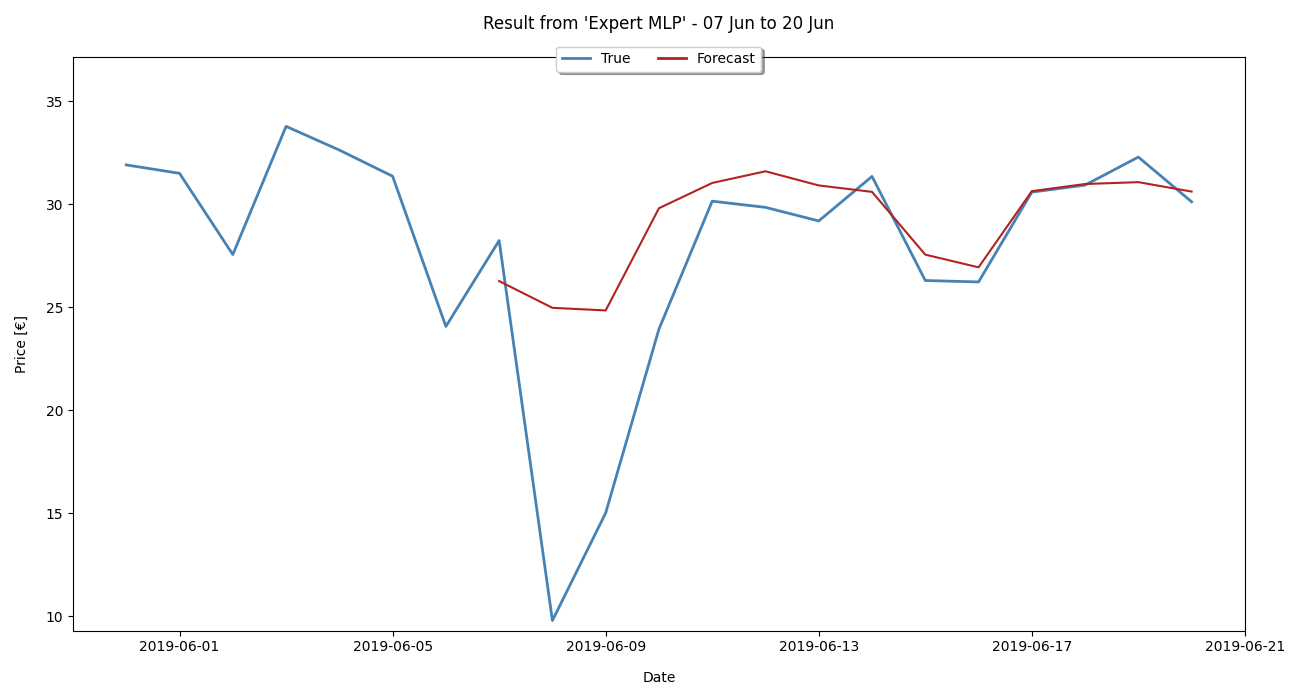 Result from 'Expert MLP' - 07 Jun to 20 Jun
True Forecast
35
30
25
20
15
10
Price [€]
2019-06-01 2019-06-05 2019-06-09 2019-06-13 2019-06-17 2019-06-21
Date